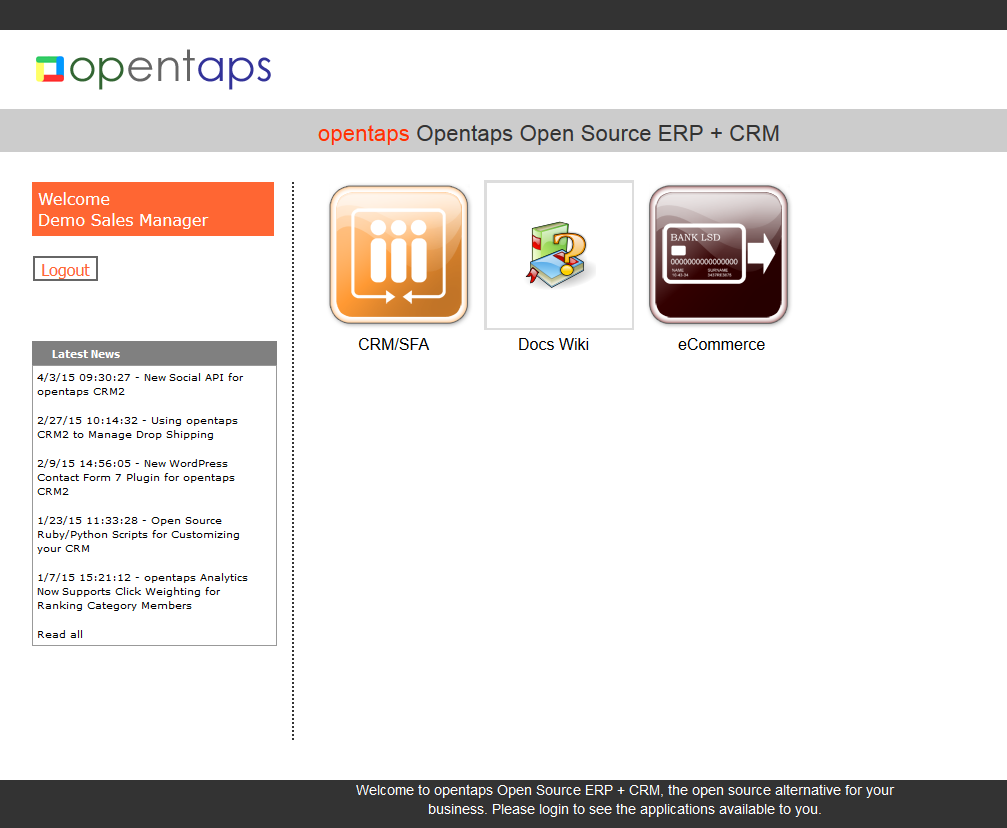 opentaps
opentaps Opentaps Open Source ERP + CRM
Welcome
Demo Sales Manager
Logout
Latest News
4/3/15 09:30:27 - New Social API for
opentaps CRM2
2/27/15 10:14:32 - Using opentaps
CRM2 to Manage Drop Shipping
2/9/15 14:56:05 - New WordPress
Contact Form 7 Plugin for opentaps
CRM2
1/23/15 11:33:28 - Open Source
Ruby/Python Scripts for Customizing
your CRM
1/7/15 15:21:12 - opentaps Analytics
Now Supports Click Weighting for
Ranking Category Members
Read all
BANK LSD
0000000000000000
NAME SURNAME
CRM/SFA
Docs Wiki
eCommerce
Welcome to opentaps Open Source ERP + CRM, the open source alternative for your
business. Please login to see the applications available to you.